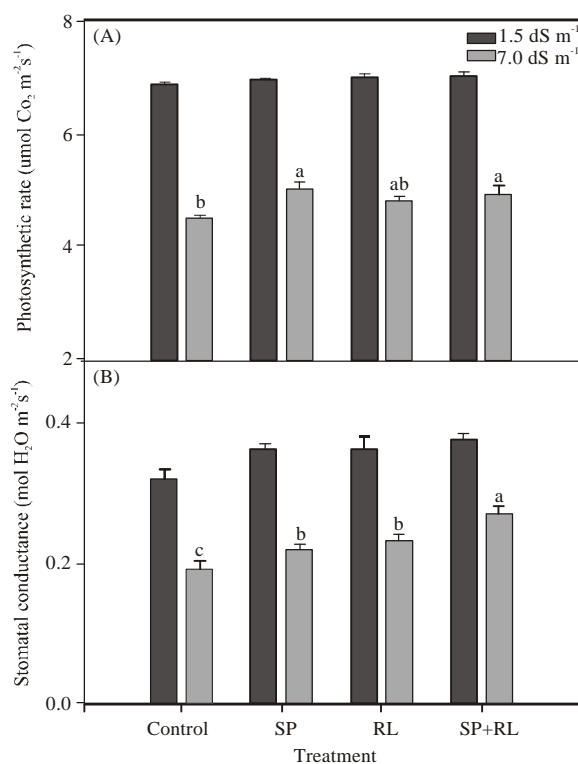 (A)
1.5 dS m⁻¹
7.0 dS m⁻¹
Photosynthetic rate (umol Co₂ m⁻²s⁻¹)
8
6
4
2
b
a
ab
a
(B)
Stomatal conductance (mol H₂O m⁻²s⁻¹)
0.4
0.2
0.0
c
b
b
a
Control SP RL SP+RL
Treatment